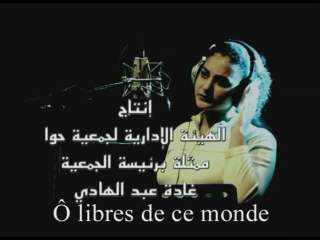 إنتاج
الهيئة الإدارية لجمعية حوا
ممثلة برئيسة الجمعية
غادة عبد الهادي
Ô libres de ce monde